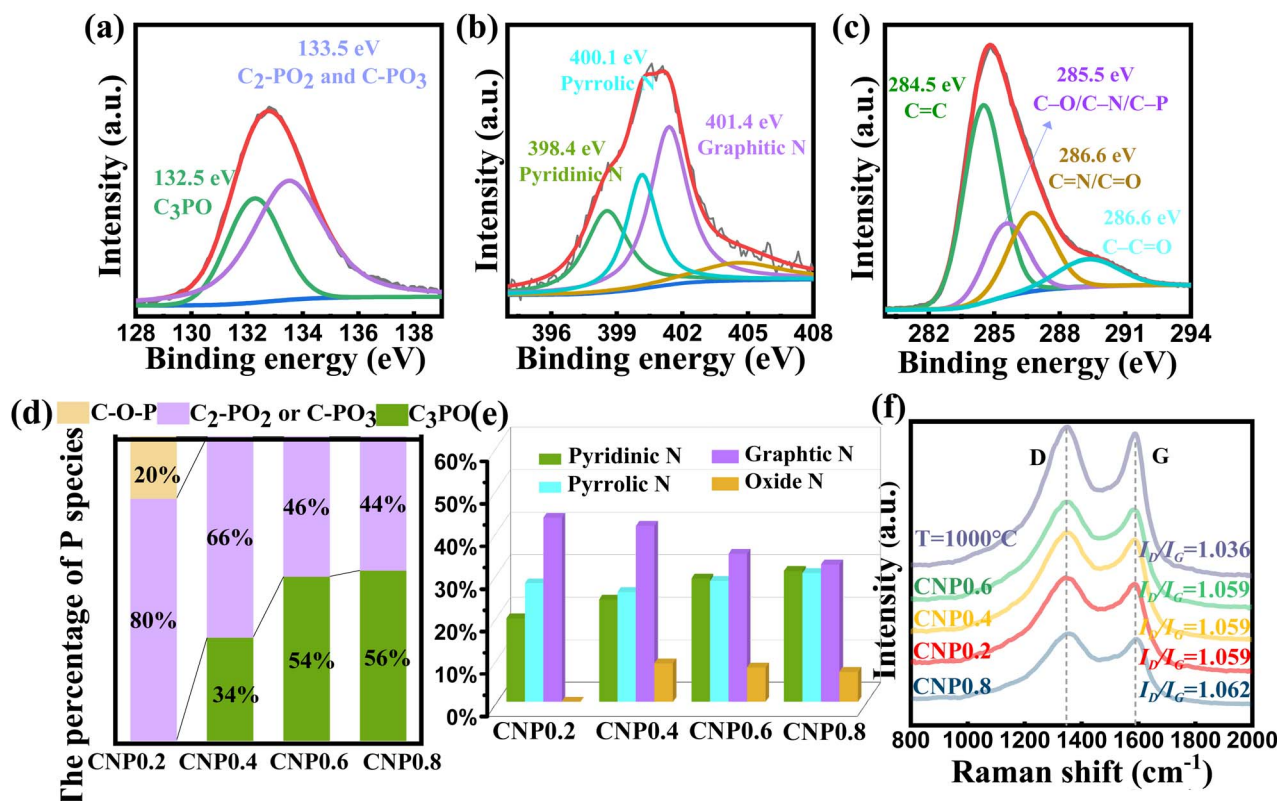 (a)
133.5 eV
C2-PO2 and C-PO3
132.5 eV
C3PO
Intensity (a.u.)
128 130 132 134 136 138
Binding energy (eV)
(b)
400.1 eV
Pyrrolic N
401.4 eV
Graphitic N
398.4 eV
Pyridinic N
Intensity (a.u.)
396 399 402 405 408
Binding energy (eV)
(c)
284.5 eV
C=C
285.5 eV
C–O/C–N/C–P
286.6 eV
C=N/C=O
286.6 eV
C–C=O
Intensity (a.u.)
282 285 288 291 294
Binding energy (eV)
(d)
C-O-P C2-PO2 or C-PO3 C3PO
The percentage of P species
20%
80%
66%
34%
46%
54%
44%
56%
CNP0.2 CNP0.4 CNP0.6 CNP0.8
(e)
60%
50%
40%
30%
20%
10%
0%
Pyridinic N
Graphtic N
Pyrrolic N
Oxide N
CNP0.2 CNP0.4 CNP0.6 CNP0.8
(f)
Intensity (a.u.)
D G
T=1000°C ID/IG=1.036
CNP0.6 ID/IG=1.059
CNP0.4 ID/IG=1.059
CNP0.2 ID/IG=1.059
CNP0.8 ID/IG=1.062
800 1000 1200 1400 1600 1800 2000
Raman shift (cm-1)